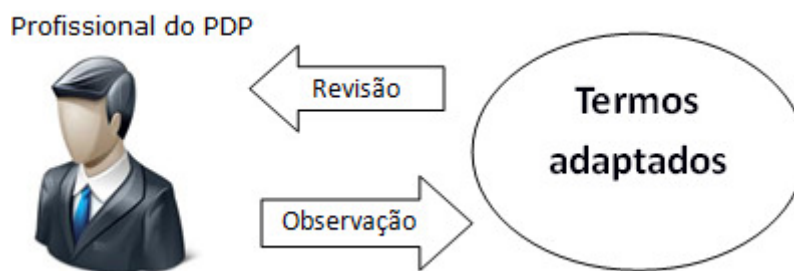 Profissional do PDP
Revisão
Termos
adaptados
Observação